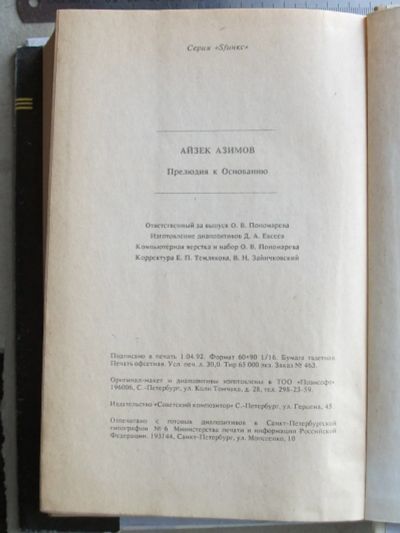 Серия «Sfинкс»
АЙЗЕК АЗИМОВ
Прелюдия к Основанию
Ответственный за выпуск О. В. Пономарева
Изготовление диапозитивов Д. А. Евсеев
Компьютерная верстка и набор О. В. Пономарева
Корректура Е. П. Темлякова, В. Н. Зайничковский
Подписано в печать 1.04.92. Формат 60×90 1/16. Бумага газетная
Печать офсетная. Усл. печ. л. 30,0. Тир 65 000 экз. Заказ № 463.
Оригинал-макет и диапозитивы изготовлены в ТОО «Полисофт»
196006, С.-Петербург, ул. Коли Томчака, д. 28, тел. 298-23-59.
Издательство «Советский композитор» С.-Петербург, ул. Герцена, 45
Отпечатано с готовых диапозитивов в Санкт-Петербургской
типографии № 6 Министерства печати и информации Российской
Федерации. 193144, Санкт-Петербург, ул. Моисеенко, 10